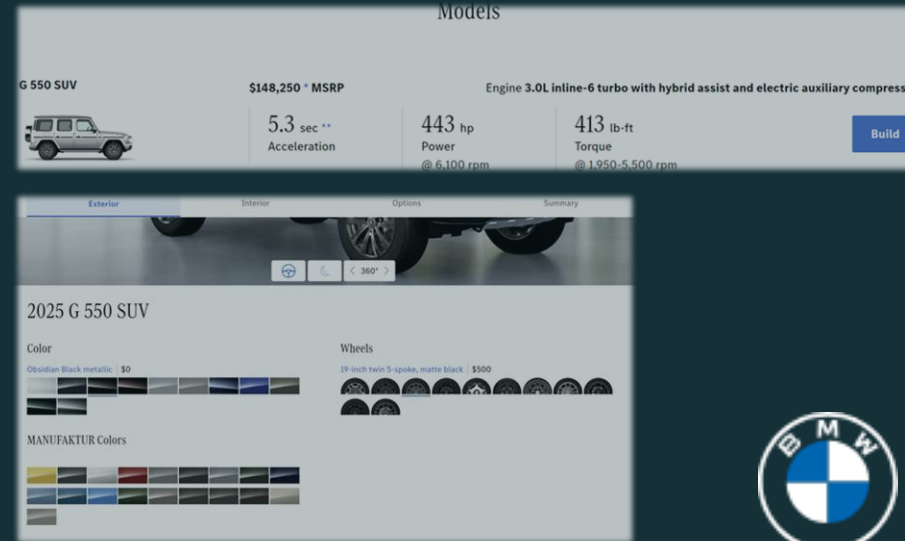 Models
G 550 SUV
$148,250 * MSRP
Engine 3.0L inline-6 turbo with hybrid assist and electric auxiliary compress
5.3 sec **
Acceleration
443 hp
Power
@ 6,100 rpm
413 lb-ft
Torque
@ 1,950-5,500 rpm
Build
Exterior
Interior
Options
Summary
< 360° >
2025 G 550 SUV
Color
Obsidian Black metallic | $0
Wheels
19-inch twin 5-spoke, matte black | $500
MANUFAKTUR Colors
BMW